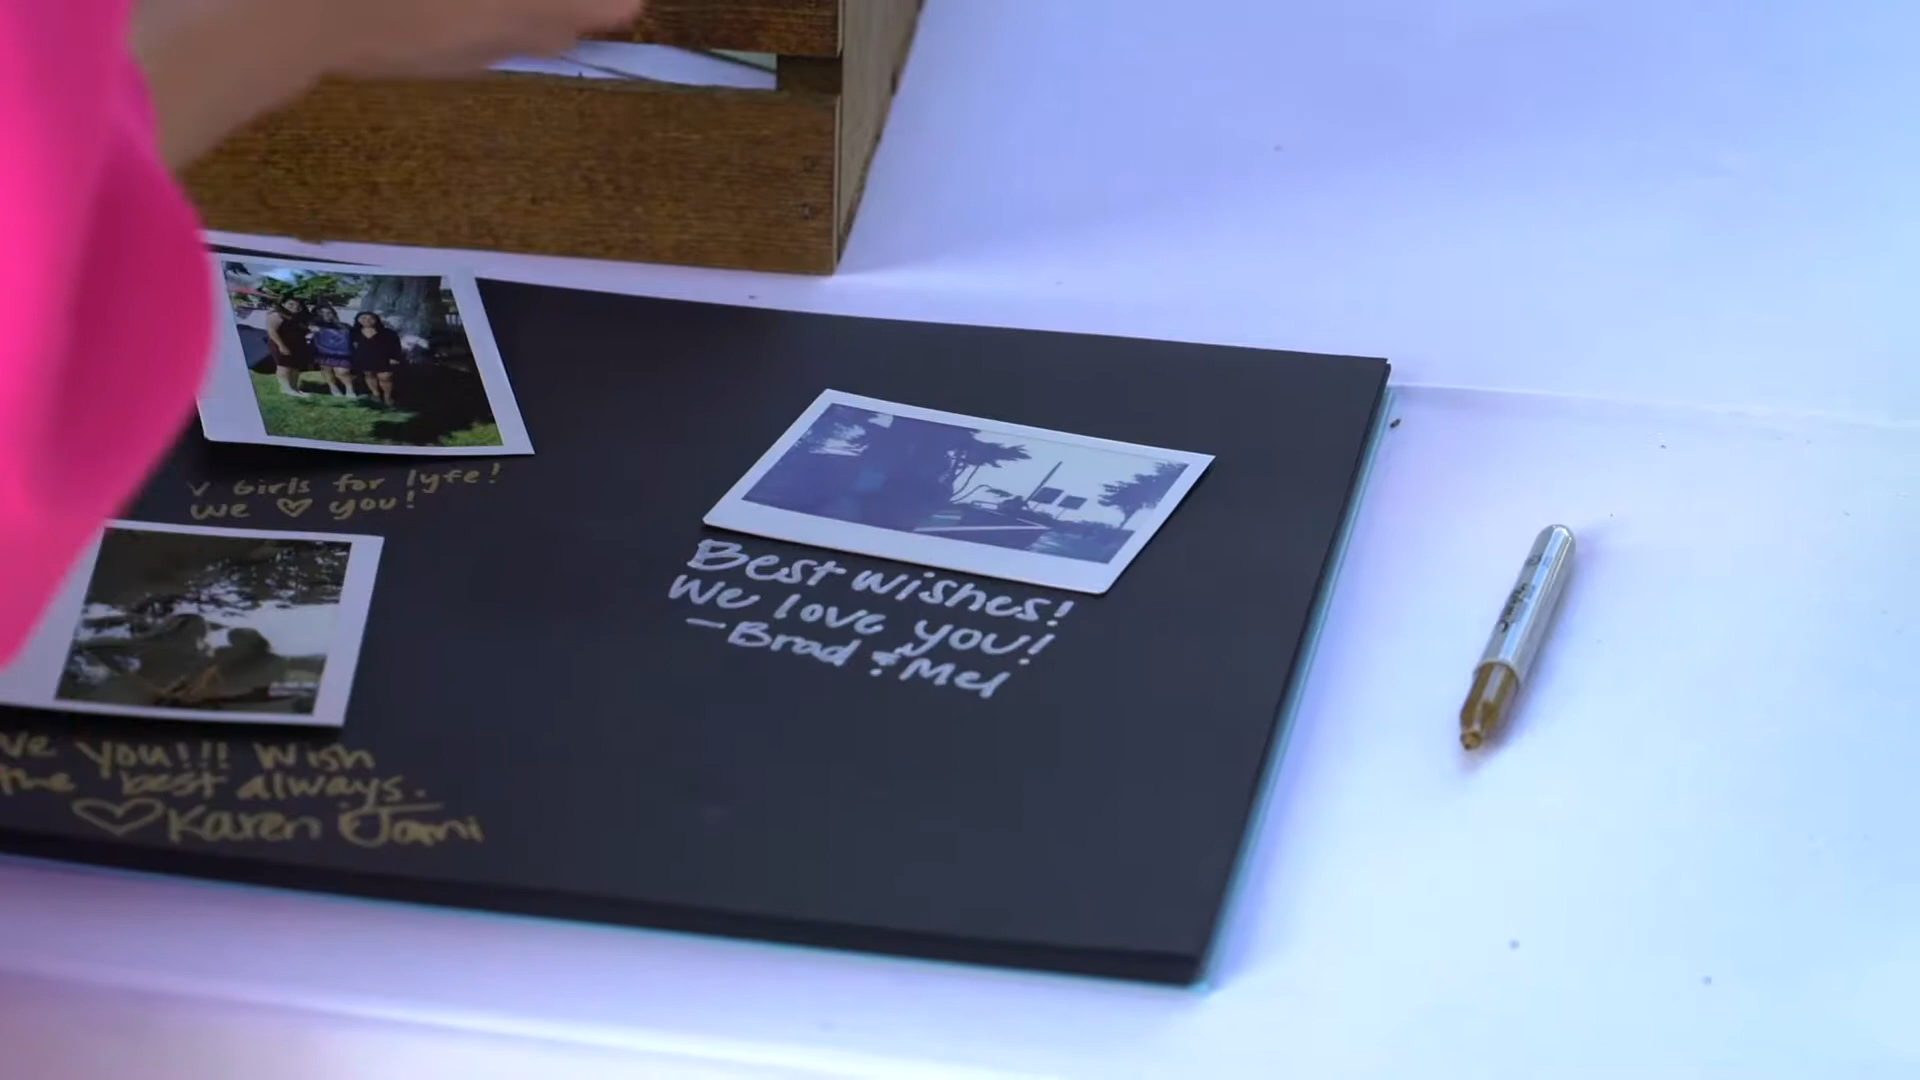 V Girls for lyfe!
We ♡ you!
ve you!!! Wish
the best always.
♡ Karen & Jami
Best wishes!
We love you!
- Brad & Mel